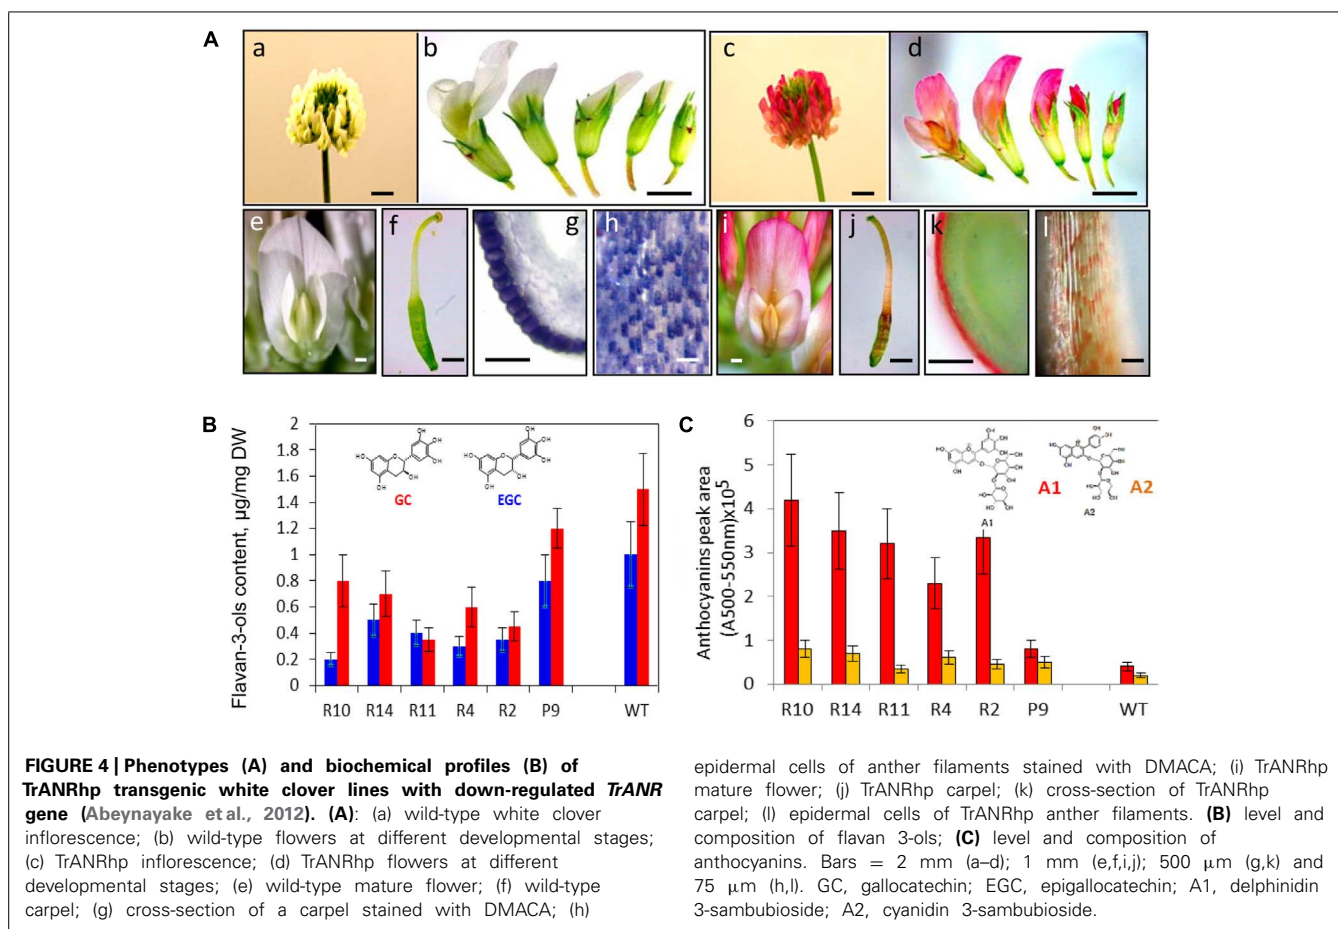 A
a
b
c
d
e
f
g
h
i
j
k
l
B
Flavan-3-ols content, µg/mg DW
2
1.8
1.6
1.4
1.2
1
0.8
0.6
0.4
0.2
0
GC
EGC
R10 R14 R11 R4 R2 P9 WT
C
Anthocyanins peak area
(A500-550nm)x10⁵
6
5
4
3
2
1
0
A1
A1
A2
A2
R10 R14 R11 R4 R2 P9 WT
FIGURE 4 | Phenotypes (A) and biochemical profiles (B) of
TrANRhp transgenic white clover lines with down-regulated TrANR
gene (Abeynayake et al., 2012). (A): (a) wild-type white clover
inflorescence; (b) wild-type flowers at different developmental stages;
(c) TrANRhp inflorescence; (d) TrANRhp flowers at different
developmental stages; (e) wild-type mature flower; (f) wild-type
carpel; (g) cross-section of a carpel stained with DMACA; (h)
epidermal cells of anther filaments stained with DMACA; (i) TrANRhp
mature flower; (j) TrANRhp carpel; (k) cross-section of TrANRhp
carpel; (l) epidermal cells of TrANRhp anther filaments. (B) level and
composition of flavan 3-ols; (C) level and composition of
anthocyanins. Bars = 2 mm (a–d); 1 mm (e,f,i,j); 500 µm (g,k) and
75 µm (h,l). GC, gallocatechin; EGC, epigallocatechin; A1, delphinidin
3-sambubioside; A2, cyanidin 3-sambubioside.